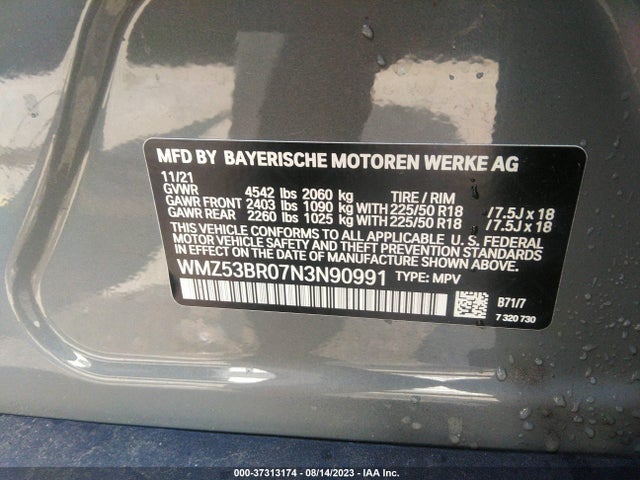 MFD BY BAYERISCHE MOTOREN WERKE AG
11/21
GVWR 4542 lbs 2060 kg TIRE / RIM
GAWR FRONT 2403 lbs 1090 kg WITH 225/50 R18 / 7.5J x 18
GAWR REAR 2260 lbs 1025 kg WITH 225/50 R18 / 7.5J x 18
THIS VEHICLE CONFORMS TO ALL APPLICABLE U. S. FEDERAL
MOTOR VEHICLE SAFETY AND THEFT PREVENTION STANDARDS
IN EFFECT ON THE DATE OF MANUFACTURE SHOWN ABOVE.
WMZ53BR07N3N90991 TYPE: MPV
B71/7
7 320 730
000-37313174 - 08/14/2023 - IAA Inc.